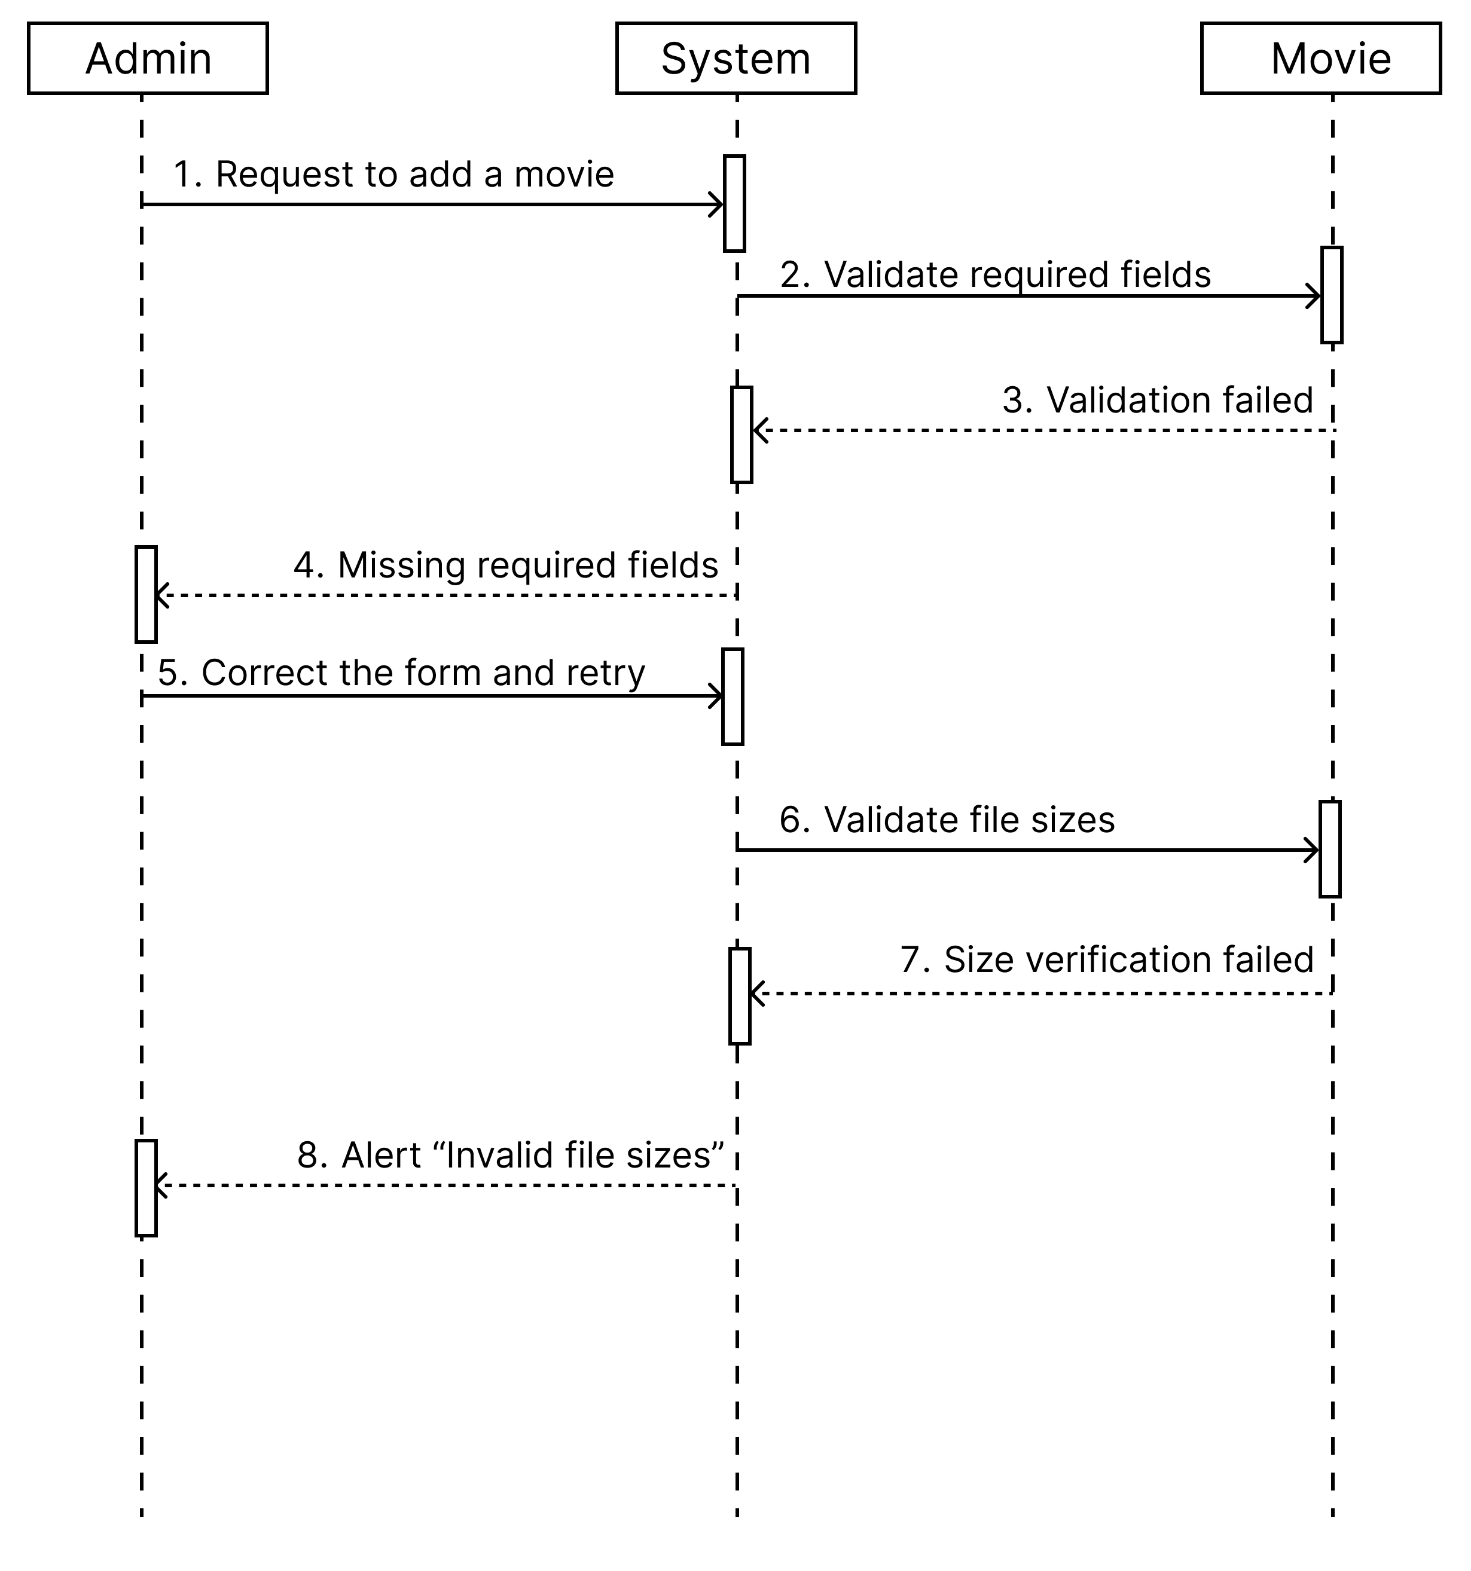 Admin
System
Movie
1. Request to add a movie
2. Validate required fields
3. Validation failed
4. Missing required fields
5. Correct the form and retry
6. Validate file sizes
7. Size verification failed
8. Alert “Invalid file sizes”